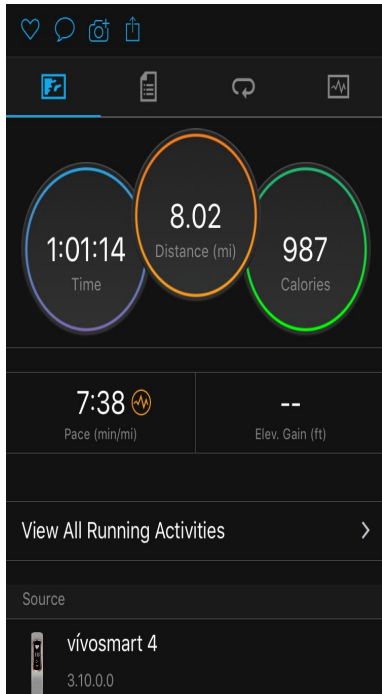 1:01:14
Time
8.02
Distance (mi)
987
Calories
7:38
Pace (min/mi)
--
Elev. Gain (ft)
View All Running Activities
Source
vívosmart 4
3.10.0.0